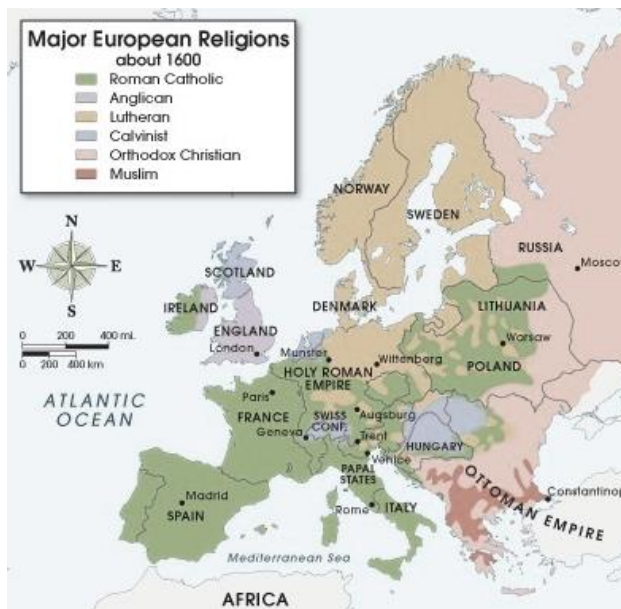 Major European Religions
about 1600
Roman Catholic
Anglican
Lutheran
Calvinist
Orthodox Christian
Muslim
N
W
E
S
0 200 400 mi.
0 200 400 km
NORWAY
SWEDEN
RUSSIA
Moscow
SCOTLAND
IRELAND
ENGLAND
London
DENMARK
LITHUANIA
Warsaw
POLAND
Munster
Wittenberg
HOLY ROMAN
EMPIRE
ATLANTIC
OCEAN
Paris
FRANCE
SWISS
CONF.
Augsburg
Geneva
Trent
HUNGARY
Venice
PAPAL
STATES
Madrid
SPAIN
Rome
ITALY
OTTOMAN EMPIRE
Constantinop
Mediterranean Sea
AFRICA